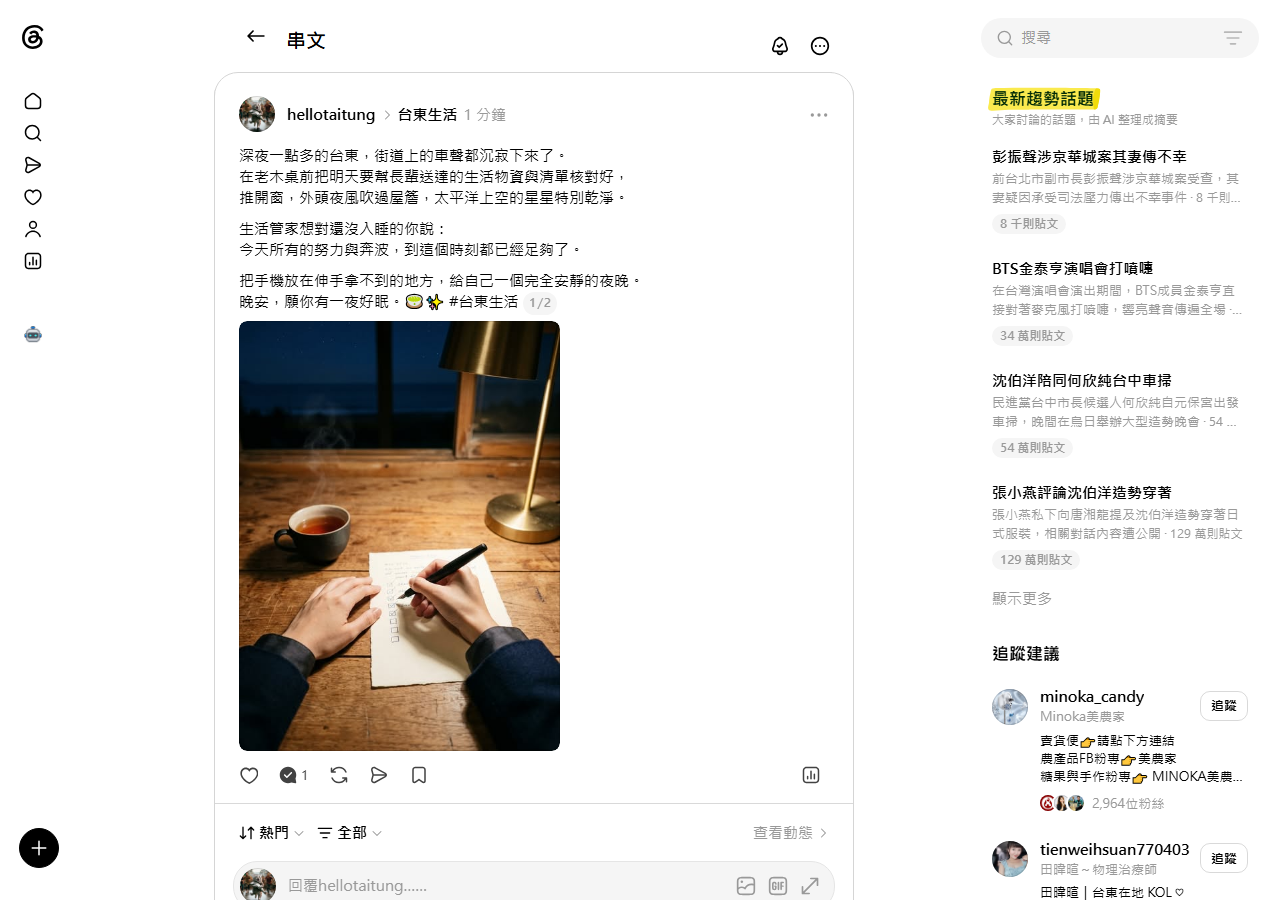 串文
搜尋
hellotaitung > 台東生活 1 分鐘
深夜一點多的台東，街道上的車聲都沉寂下來了。
在老木桌前把明天要幫長輩送達的生活物資與清單核對好，
推開窗，外頭夜風吹過屋簷，太平洋上空的星星特別乾淨。
生活管家想對還沒入睡的你說：
今天所有的努力與奔波，到這個時刻都已經足夠了。
把手機放在伸手拿不到的地方，給自己一個完全安靜的夜晚。
晚安，願你有一夜好眠。🍵✨ #台東生活 1/2
1
熱門 全部 查看動態
回覆hellotaitung......
GIF
最新趨勢話題
大家討論的話題，由 AI 整理成摘要
彭振聲涉京華城案其妻傳不幸
前台北市副市長彭振聲涉京華城案受查，其
妻疑因承受司法壓力傳出不幸事件 · 8 千則...
8 千則貼文
BTS金泰亨演唱會打噴嚏
在台灣演唱會演出期間，BTS成員金泰亨直
接對著麥克風打噴嚏，響亮聲音傳遍全場 ·...
34 萬則貼文
沈伯洋陪同何欣純台中車掃
民進黨台中市長候選人何欣純自元保宮出發
車掃，晚間在烏日舉辦大型造勢晚會 · 54 ...
54 萬則貼文
張小燕評論沈伯洋造勢穿著
張小燕私下向唐湘龍提及沈伯洋造勢穿著日
式服裝，相關對話內容遭公開 · 129 萬則貼文
129 萬則貼文
顯示更多
追蹤建議
minoka_candy
Minoka美農家
追蹤
賣貨便👉請點下方連結
農產品FB粉專👉美農家
糖果與手作粉專👉 MINOKA美農...
2,964位粉絲
tienweihsuan770403
田暐暄～物理治療師
追蹤
田暐暄 | 台東在地 KOL♡